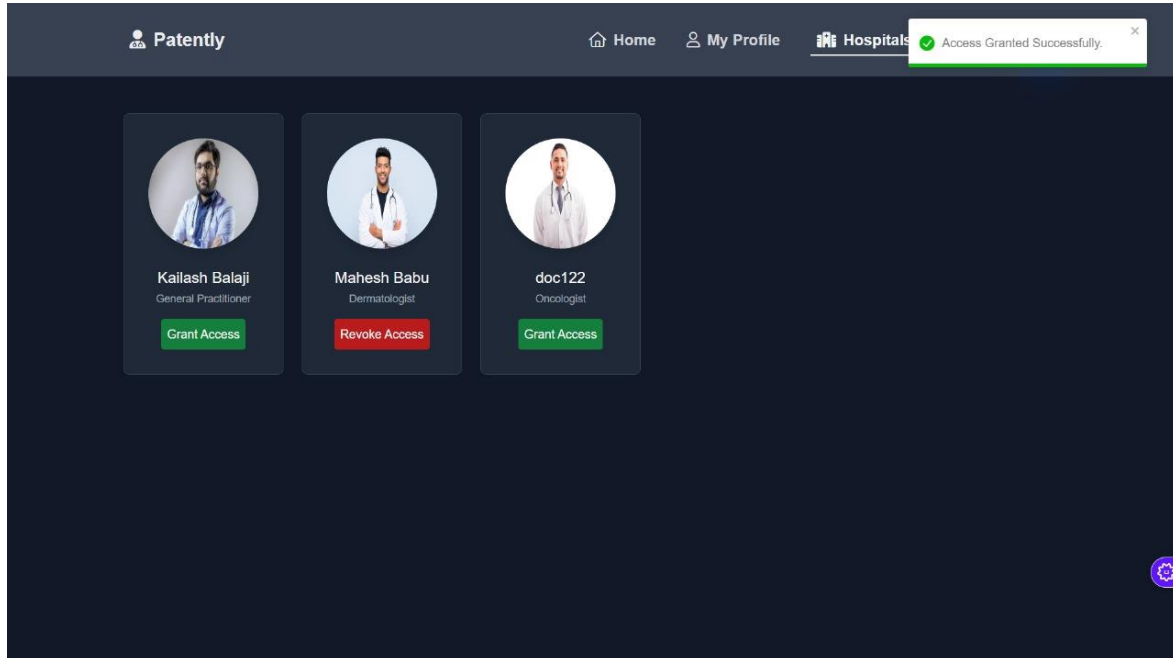 Patently
Home
My Profile
Hospitals
Access Granted Successfully.
Kailash Balaji
General Practitioner
Grant Access
Mahesh Babu
Dermatologist
Revoke Access
doc122
Oncologist
Grant Access